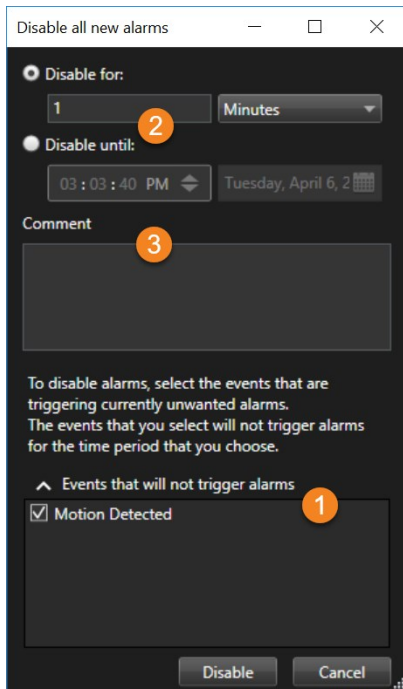 Disable all new alarms
Disable for:
1 Minutes
2
Disable until:
03 : 03 : 40 PM Tuesday, April 6, 2
Comment
3
To disable alarms, select the events that are
triggering currently unwanted alarms.
The events that you select will not trigger alarms
for the time period that you choose.
Events that will not trigger alarms
1
Motion Detected
Disable Cancel